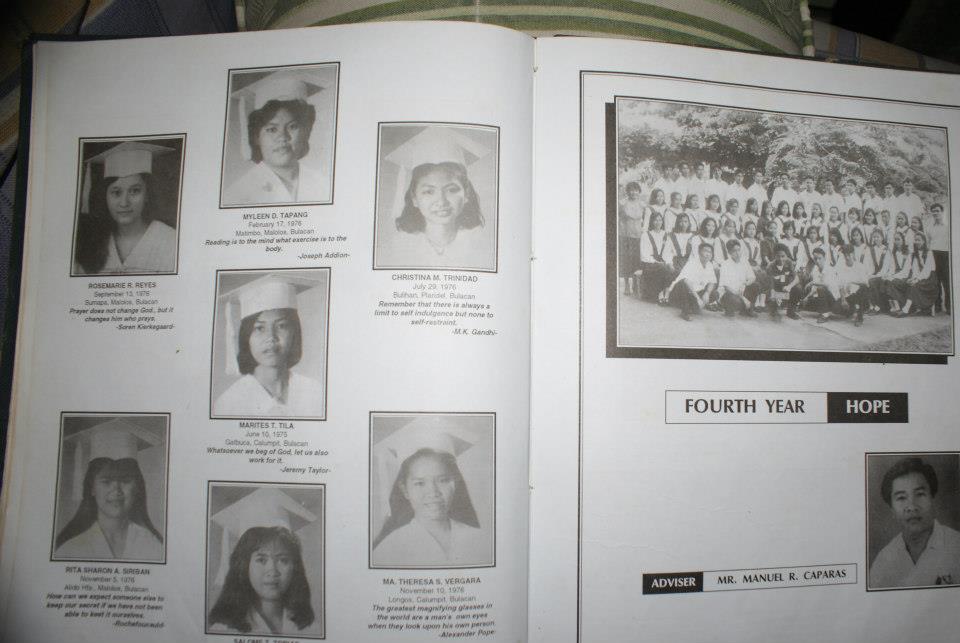 MYLEEN D. TAPANG
February 17, 1976
Matimbo, Malolos, Bulacan
Reading is to the mind what exercise is to the
body.
-Joseph Addion-
ROSEMARIE R. REYES
September 13, 1976
Sumapa, Malolos, Bulacan
Prayer does not change God., but it
changes him who prays.
-Soren Kierkegaard-
CHRISTINA M. TRINIDAD
July 29, 1976
Bulihan, Plaridel, Bulacan
Remember that there is always a
limit to self indulgence but none to
self-restraint.
-M.K. Gandhi-
MARITES T. TILA
June 10, 1975
Gatbuca, Calumpit, Bulacan
Whatsoever we beg of God, let us also
work for it.
-Jeremy Taylor-
RITA SHARON A. SIRIBAN
November 5, 1976
Alido Hts., Malolos, Bulacan
How can we expect someone else to
keep our secret if we have not been
able to keet it ourselves.
MA. THERESA S. VERGARA
November 10, 1976
Longos, Calumpit, Bulacan
The greatest magnifying glasses in
the world are a man's own eyes
when they look upon his own person.
-Alexander Pope-
FOURTH YEAR HOPE
ADVISER MR. MANUEL R. CAPARAS